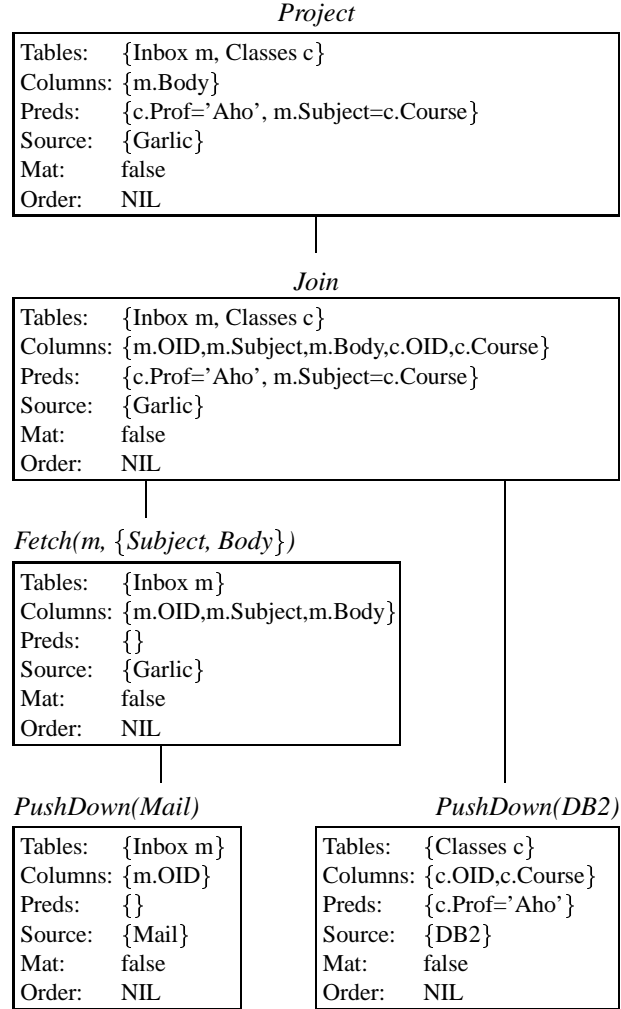 Project
Tables: {Inbox m, Classes c}
Columns: {m.Body}
Preds: {c.Prof='Aho', m.Subject=c.Course}
Source: {Garlic}
Mat: false
Order: NIL
Join
Tables: {Inbox m, Classes c}
Columns: {m.OID,m.Subject,m.Body,c.OID,c.Course}
Preds: {c.Prof='Aho', m.Subject=c.Course}
Source: {Garlic}
Mat: false
Order: NIL
Fetch(m, {Subject, Body})
Tables: {Inbox m}
Columns: {m.OID,m.Subject,m.Body}
Preds: {}
Source: {Garlic}
Mat: false
Order: NIL
PushDown(Mail)
Tables: {Inbox m}
Columns: {m.OID}
Preds: {}
Source: {Mail}
Mat: false
Order: NIL
PushDown(DB2)
Tables: {Classes c}
Columns: {c.OID,c.Course}
Preds: {c.Prof='Aho'}
Source: {DB2}
Mat: false
Order: NIL